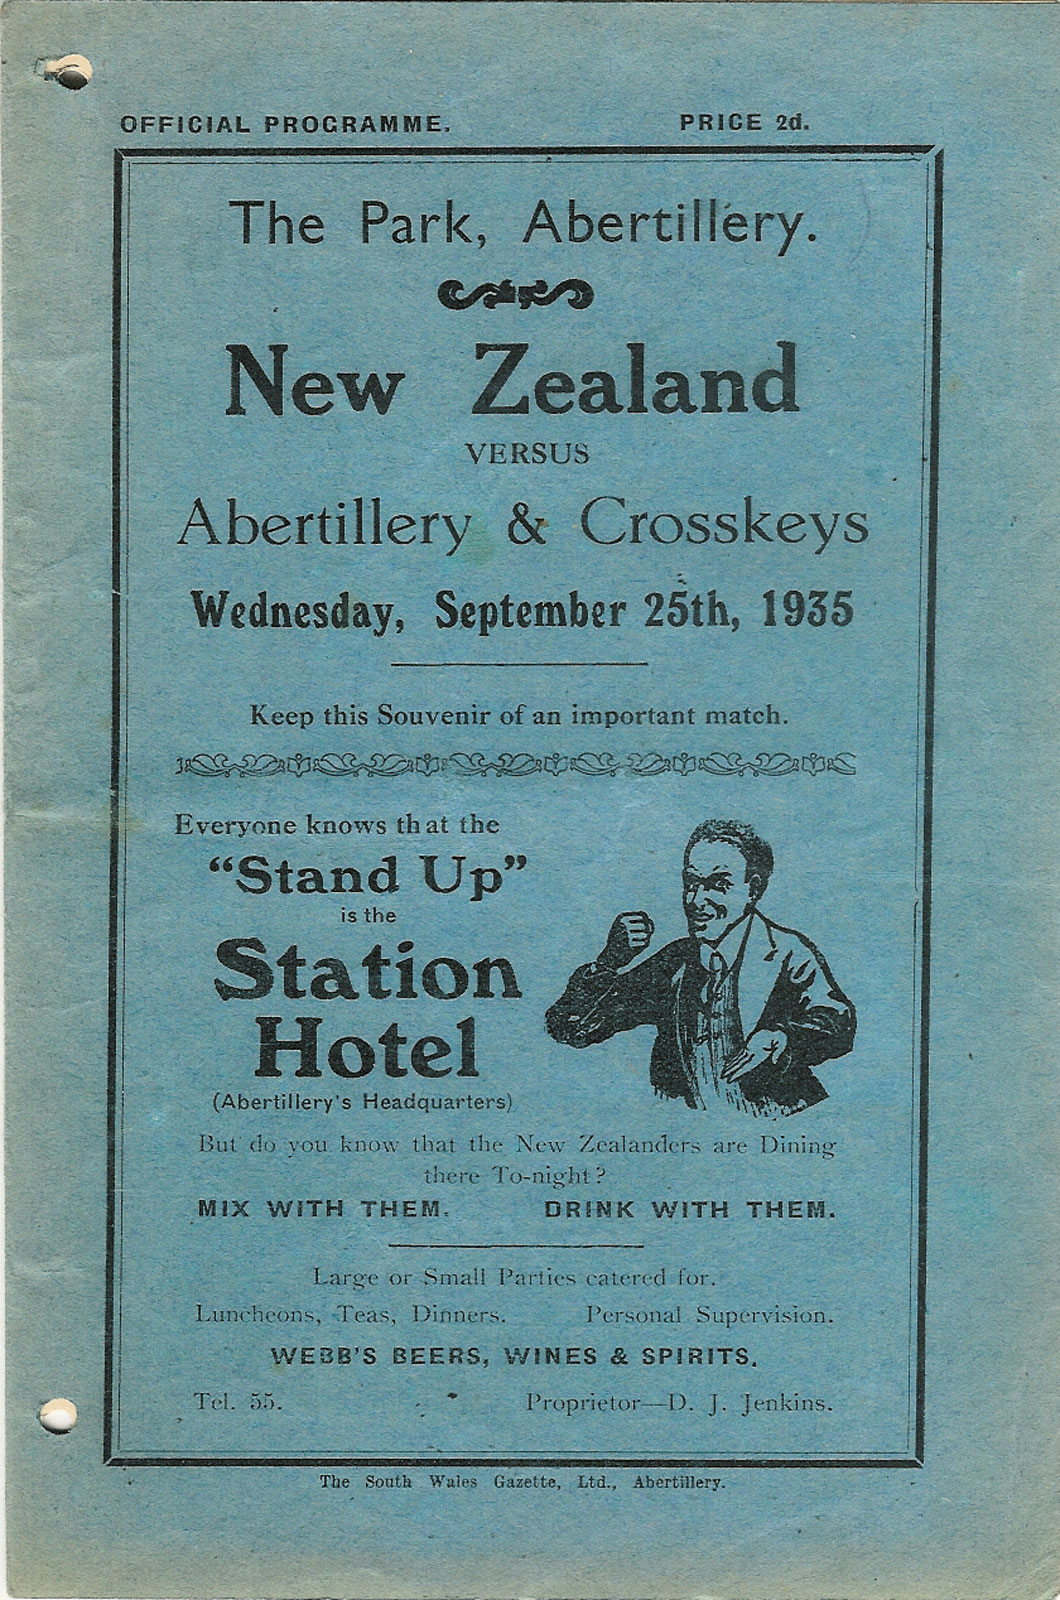 OFFICIAL PROGRAMME. PRICE 2d.
The Park, Abertillery.
New Zealand
VERSUS
Abertillery & Crosskeys
Wednesday, September 25th, 1935
Keep this Souvenir of an important match.
Everyone knows that the
"Stand Up"
is the
Station
Hotel
(Abertillery's Headquarters)
But do you know that the New Zealanders are Dining
there To-night?
MIX WITH THEM. DRINK WITH THEM.
Large or Small Parties catered for.
Luncheons, Teas, Dinners. Personal Supervision.
WEBB'S BEERS, WINES & SPIRITS.
Tel. 55. Proprietor—D. J. Jenkins.
The South Wales Gazette, Ltd., Abertillery.